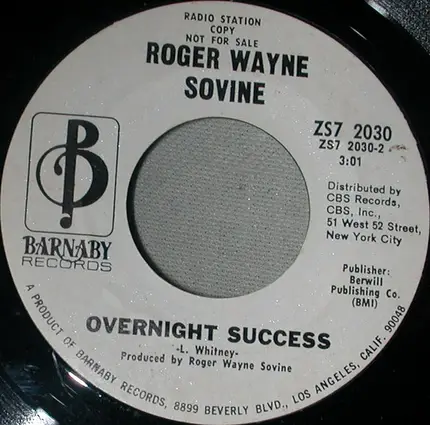 RADIO STATION
COPY
NOT FOR SALE
ROGER WAYNE
SOVINE
ZS7 2030
ZS7 2030-2
3:01
Distributed by
CBS Records,
CBS, Inc.,
51 West 52 Street,
New York City
B
BARNABY
RECORDS
Publisher:
Berwill
Publishing Co.
(BMI)
OVERNIGHT SUCCESS
-L. Whitney-
Produced by Roger Wayne Sovine
A PRODUCT OF BARNABY RECORDS, 8899 BEVERLY BLVD., LOS ANGELES, CALIF. 90048